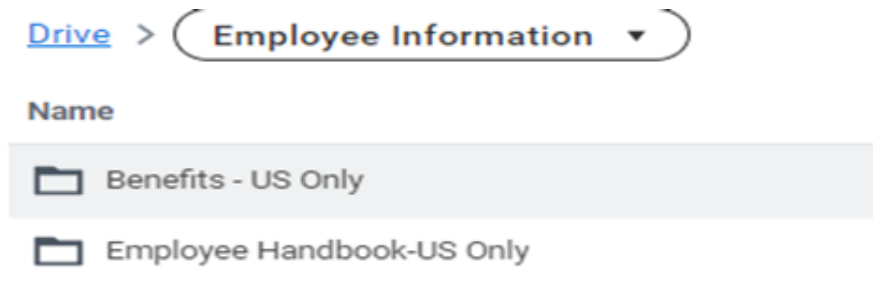 Drive > Employee Information
Name
Benefits - US Only
Employee Handbook-US Only